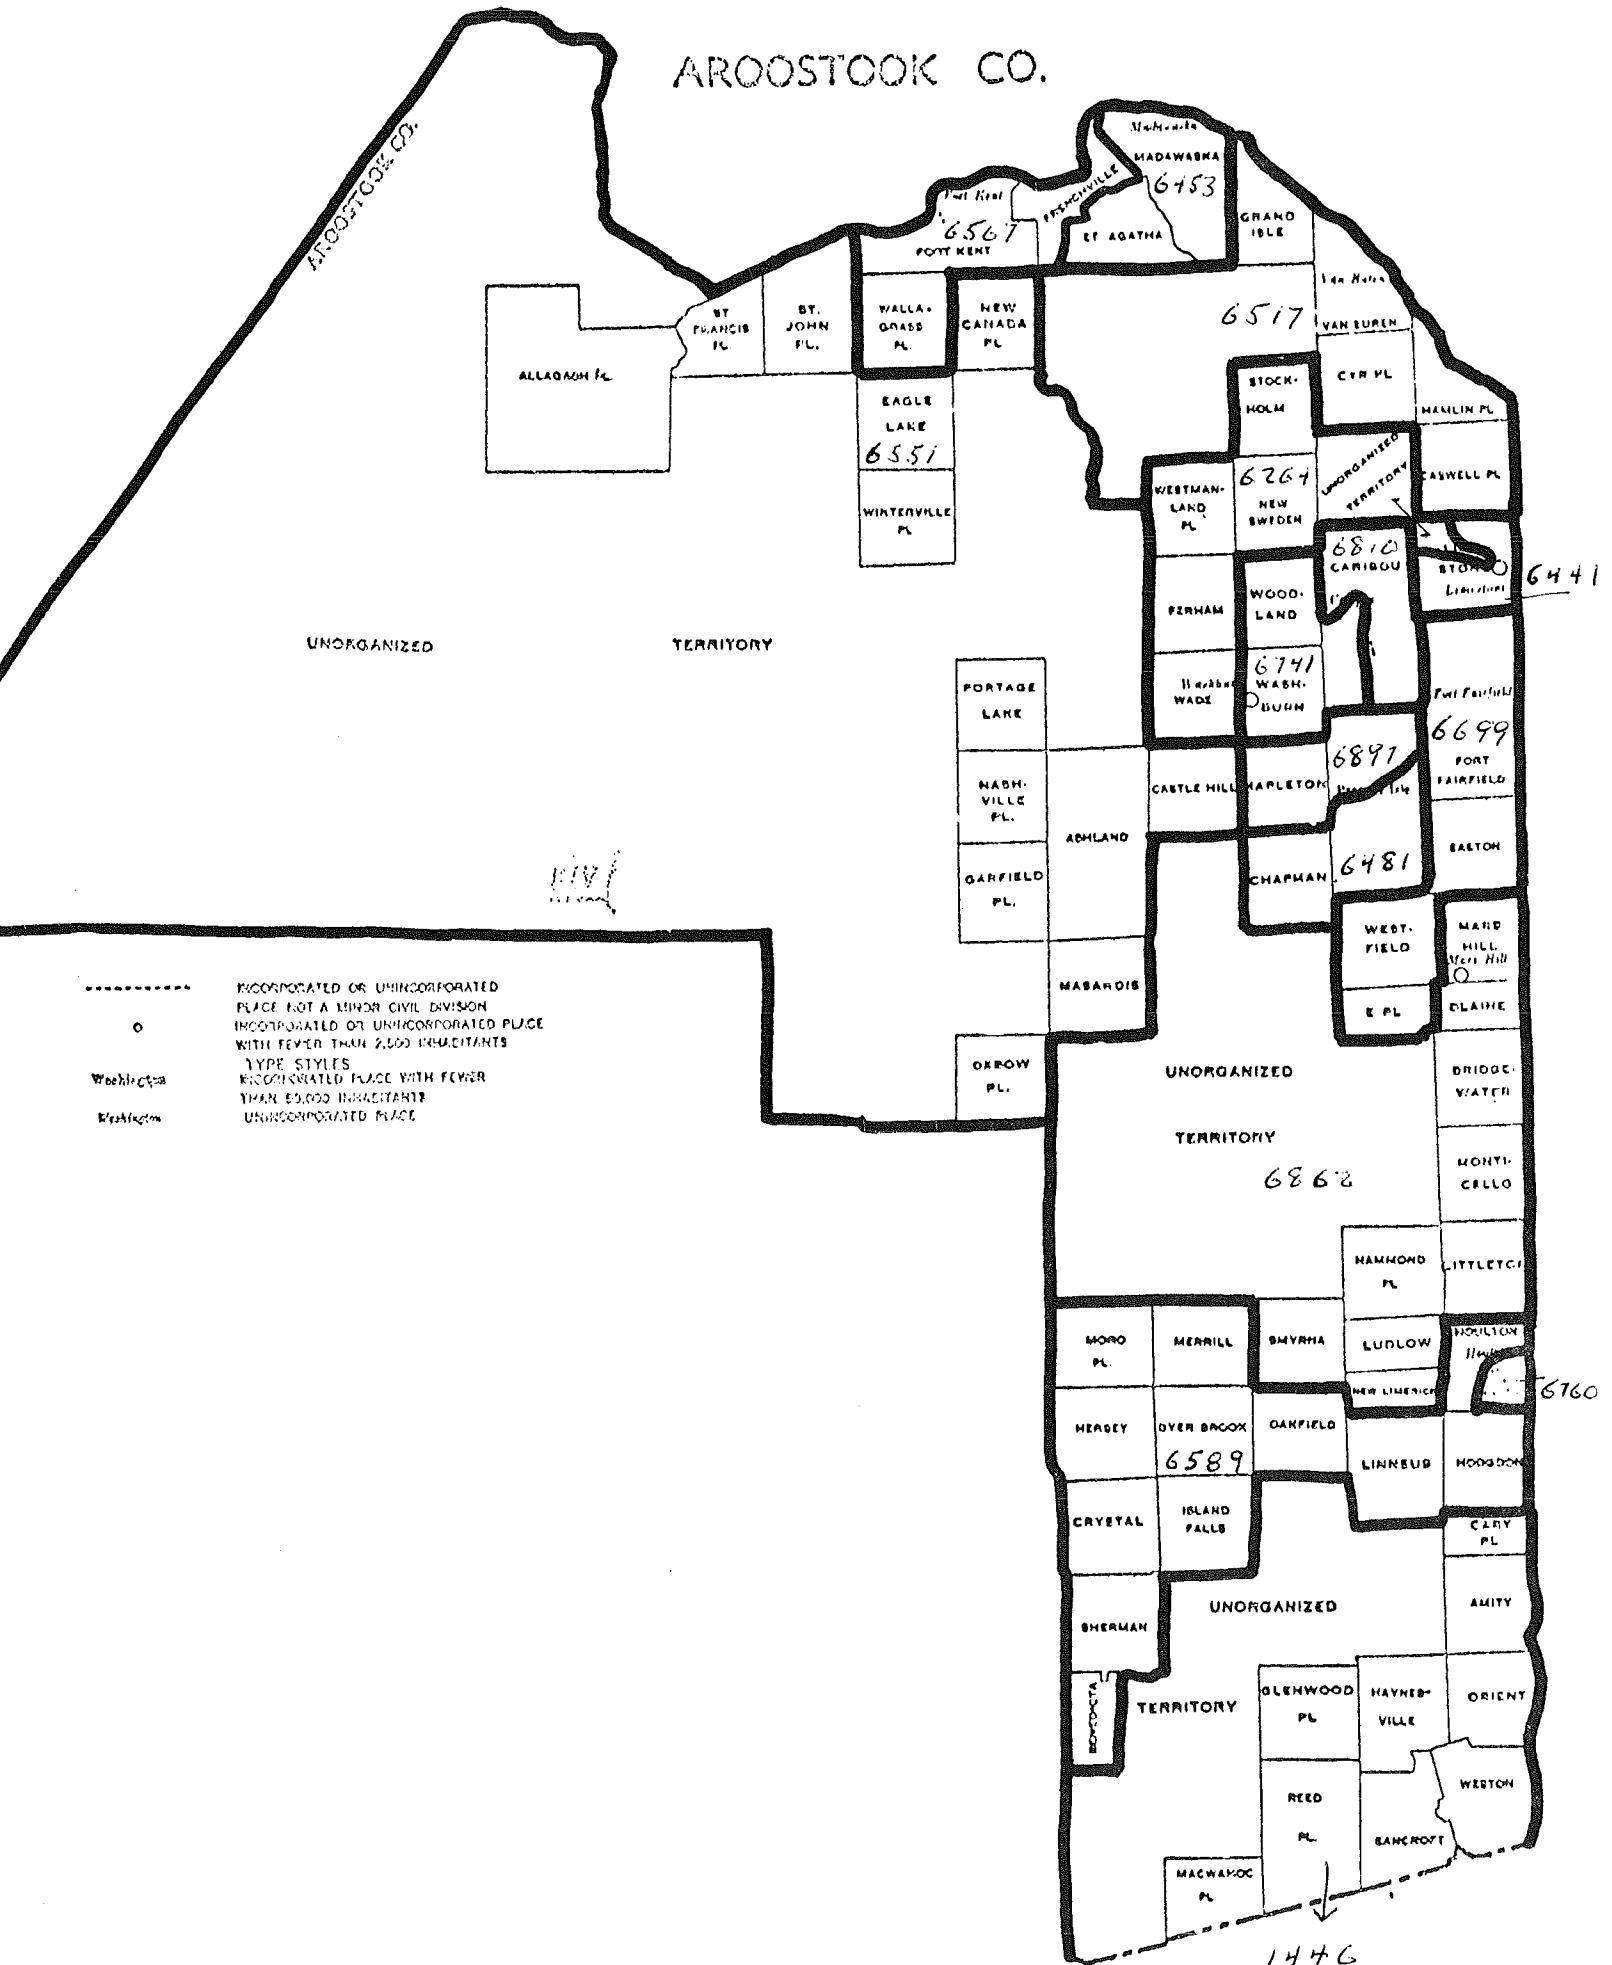 AROOSTOOK CO.
AROOSTOOK CO.
Madawaska
MADAWASKA
6453
FRENCHVILLE
ST AGATHA
GRAND
ISLE
Fort Kent
6567
FORT KENT
Van Buren
VAN BUREN
6517
ST
FRANCIS
PL.
ST.
JOHN
PL.
WALLA-
GRASS
PL.
NEW
CANADA
PL
ALLAGASH PL
EAGLE
LAKE
6551
WINTERVILLE
PL
STOCK-
HOLM
CYR PL
HAMLIN PL
UNORGANIZED
TERRITORY
CASWELL PL
WESTMAN-
LAND
PL
6264
NEW
SWEDEN
6810
CARIBOU
STON
Limestone
6441
PERHAM
WOOD-
LAND
UNORGANIZED TERRITORY
Washburn
WADE
6741
WASH-
BURN
Fort Fairfield
6699
FORT
FAIRFIELD
PORTAGE
LAKE
NASH-
VILLE
PL.
ASHLAND
CASTLE HILL
MAPLETON
6897
EASTON
GARFIELD
PL.
CHAPMAN
6481
WEST-
FIELD
MARS
HILL
Mars Hill
MASARDIS
E PL
BLAINE
INCORPORATED OR UNINCORPORATED
PLACE NOT A MINOR CIVIL DIVISION
O INCORPORATED OR UNINCORPORATED PLACE
WITH FEWER THAN 2,500 INHABITANTS
TYPE STYLES
Washington INCORPORATED PLACE WITH FEWER
THAN 50,000 INHABITANTS
Washington UNINCORPORATED PLACE
OXBOW
PL.
UNORGANIZED
TERRITORY
6862
BRIDGE-
WATER
MONTI-
CELLO
HAMMOND
PL
LITTLETO
MORO
PL.
MERRILL
SMYRNA
LUDLOW
HOULTON
NEW LIMERICK
6760
HERSEY
DYER BROOK
6589
OAKFIELD
LINNEUS
HODGDON
CRYSTAL
ISLAND
FALLS
CARY
PL
SHERMAN
UNORGANIZED
TERRITORY
AMITY
BENEDICTA
GLENWOOD
PL
HAYNES-
VILLE
ORIENT
REED
PL.
BANCROFT
WESTON
MACWAHOC
PL
1446